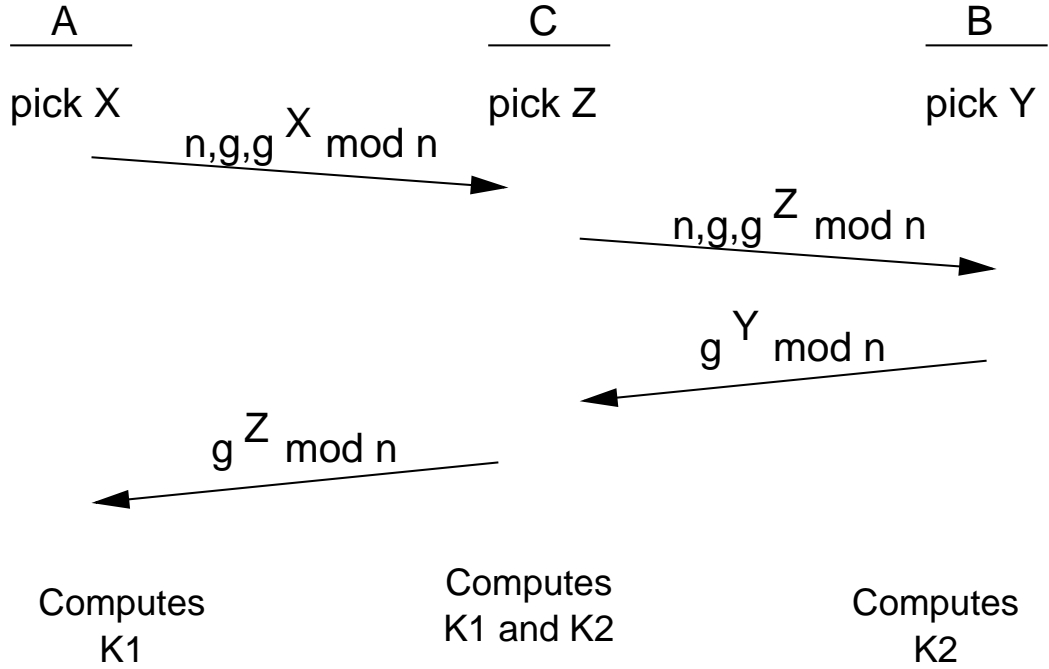 A
C
B
pick X
pick Z
pick Y
n,g,g X mod n
n,g,g Z mod n
g Y mod n
g Z mod n
Computes
K1
Computes
K1 and K2
Computes
K2